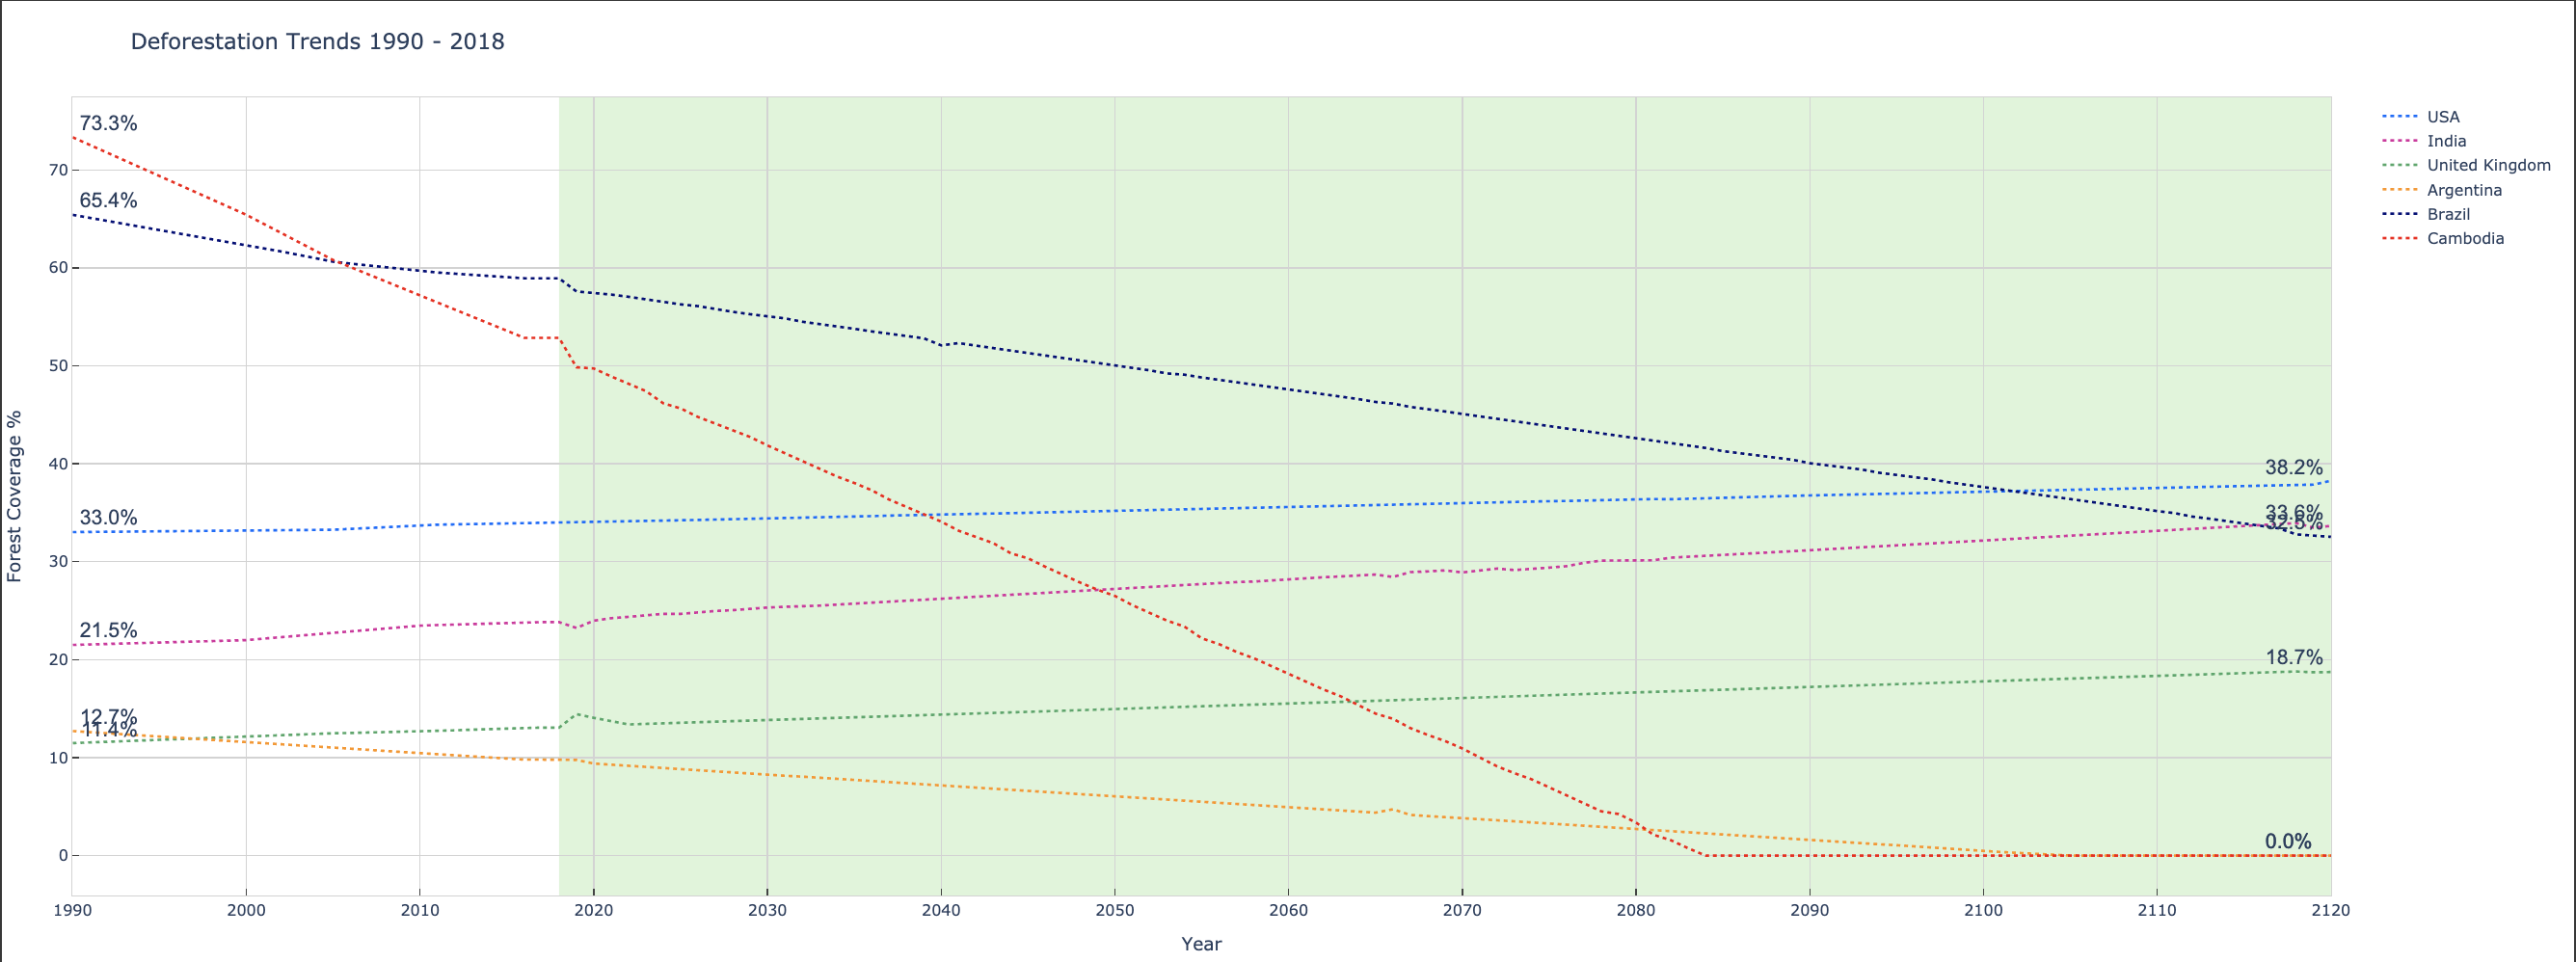 Deforestation Trends 1990 - 2018
73.3%
65.4%
33.0%
21.5%
12.7%
11.4%
38.2%
33.6%
32.5%
18.7%
0.0%
70
60
50
40
30
20
10
0
Forest Coverage %
1990 2000 2010 2020 2030 2040 2050 2060 2070 2080 2090 2100 2110 2120
Year
USA
India
United Kingdom
Argentina
Brazil
Cambodia